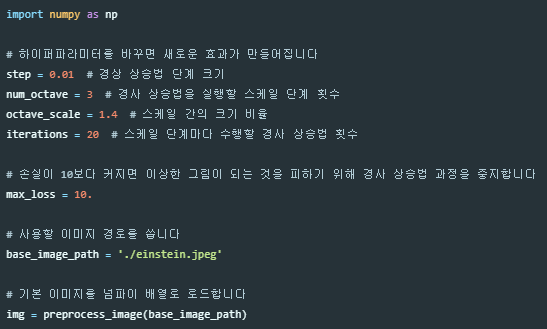 import numpy as np
# 하이퍼파라미터를 바꾸면 새로운 효과가 만들어집니다
step = 0.01  # 경상 상승법 단계 크기
num_octave = 3  # 경사 상승법을 실행할 스케일 단계 횟수
octave_scale = 1.4  # 스케일 간의 크기 비율
iterations = 20  # 스케일 단계마다 수행할 경사 상승법 횟수
# 손실이 10보다 커지면 이상한 그림이 되는 것을 피하기 위해 경사 상승법 과정을 중지합니다
max_loss = 10.
# 사용할 이미지 경로를 씁니다
base_image_path = './einstein.jpeg'
# 기본 이미지를 넘파이 배열로 로드합니다
img = preprocess_image(base_image_path)